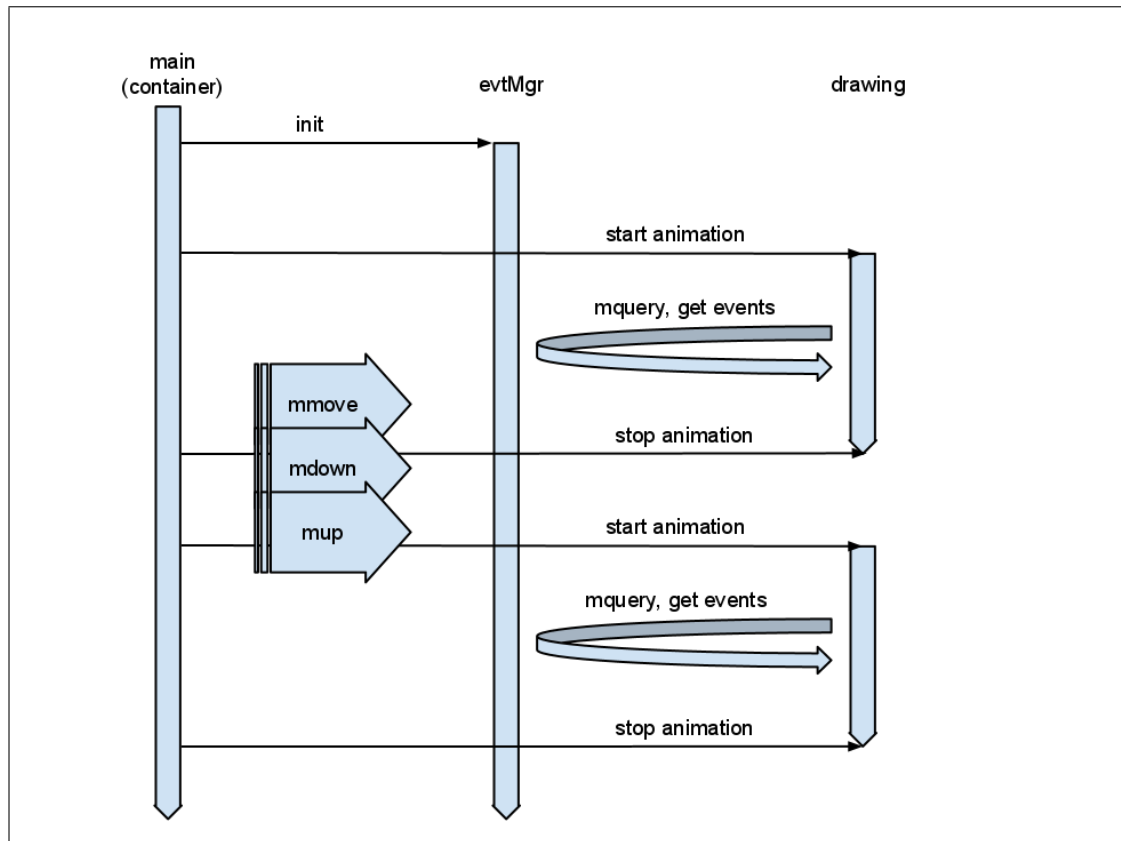 main
(container)
evtMgr
drawing
init
start animation
mquery, get events
mmove
stop animation
mdown
mup
start animation
mquery, get events
stop animation